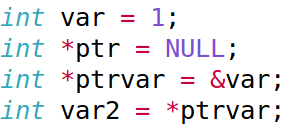 int var = 1;
int *ptr = NULL;
int *ptrvar = &var;
int var2 = *ptrvar;